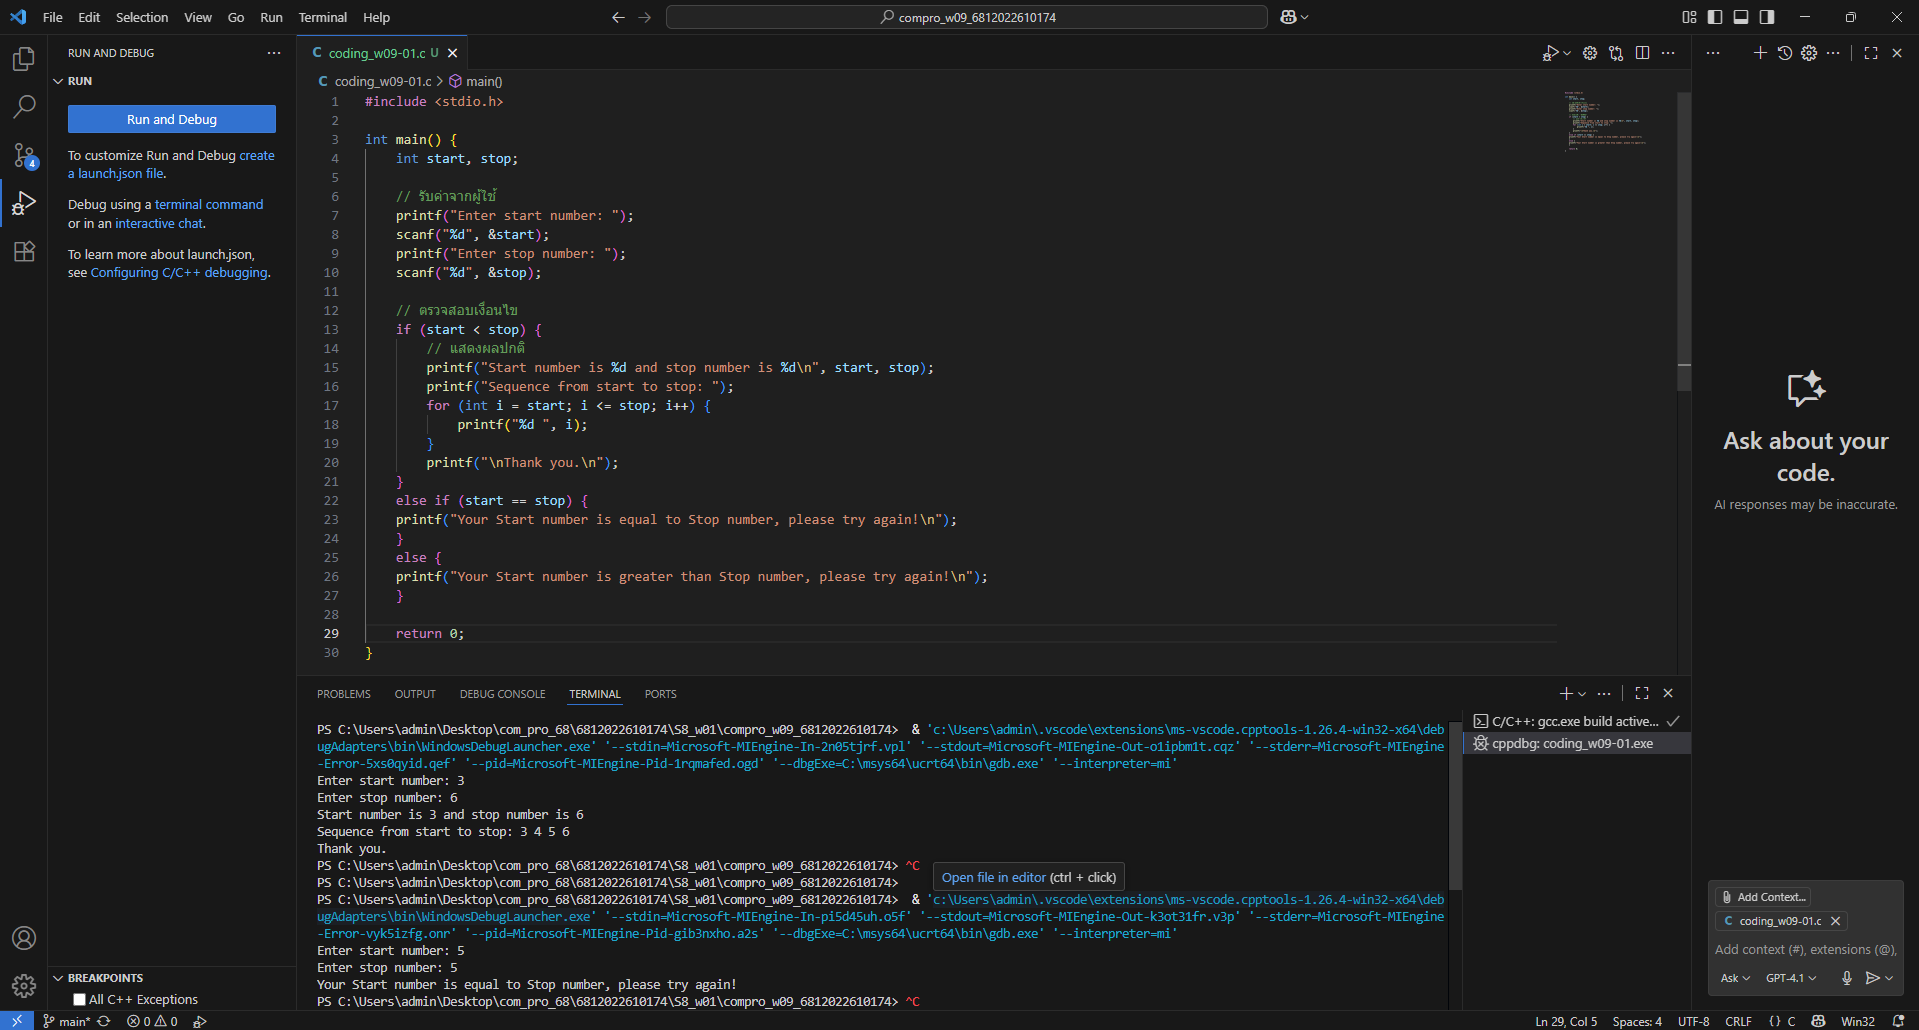 File Edit Selection View Go Run Terminal Help
compro_w09_6812022610174
RUN AND DEBUG
RUN
Run and Debug
To customize Run and Debug create
a launch.json file.
Debug using a terminal command
or in an interactive chat.
To learn more about launch.json,
see Configuring C/C++ debugging.
4
C coding_w09-01.c U
C coding_w09-01.c > main()
1 #include <stdio.h>
2
3 int main() {
4 int start, stop;
5
6 // รับค่าจากผู้ใช้
7 printf("Enter start number: ");
8 scanf("%d", &start);
9 printf("Enter stop number: ");
10 scanf("%d", &stop);
11
12 // ตรวจสอบเงื่อนไข
13 if (start < stop) {
14 // แสดงผลปกติ
15 printf("Start number is %d and stop number is %d\n", start, stop);
16 printf("Sequence from start to stop: ");
17 for (int i = start; i <= stop; i++) {
18 printf("%d ", i);
19 }
20 printf("\nThank you.\n");
21 }
22 else if (start == stop) {
23 printf("Your Start number is equal to Stop number, please try again!\n");
24 }
25 else {
26 printf("Your Start number is greater than Stop number, please try again!\n");
27 }
28
29 return 0;
30 }
PROBLEMS OUTPUT DEBUG CONSOLE TERMINAL PORTS
PS C:\Users\admin\Desktop\com_pro_68\6812022610174\S8_w01\compro_w09_6812022610174> & 'c:\Users\admin\.vscode\extensions\ms-vscode.cpptools-1.26.4-win32-x64\deb
ugAdapters\bin\WindowsDebugLauncher.exe' '--stdin=Microsoft-MIEngine-In-2n05tjrf.vpl' '--stdout=Microsoft-MIEngine-Out-o1ipbm1t.cqz' '--stderr=Microsoft-MIEngine
-Error-5xs0qyid.qef' '--pid=Microsoft-MIEngine-Pid-1rqmafed.ogd' '--dbgExe=C:\msys64\ucrt64\bin\gdb.exe' '--interpreter=mi'
Enter start number: 3
Enter stop number: 6
Start number is 3 and stop number is 6
Sequence from start to stop: 3 4 5 6
Thank you.
PS C:\Users\admin\Desktop\com_pro_68\6812022610174\S8_w01\compro_w09_6812022610174> ^C
PS C:\Users\admin\Desktop\com_pro_68\6812022610174\S8_w01\compro_w09_6812022610174>
PS C:\Users\admin\Desktop\com_pro_68\6812022610174\S8_w01\compro_w09_6812022610174> & 'c:\Users\admin\.vscode\extensions\ms-vscode.cpptools-1.26.4-win32-x64\deb
ugAdapters\bin\WindowsDebugLauncher.exe' '--stdin=Microsoft-MIEngine-In-pi5d45uh.o5f' '--stdout=Microsoft-MIEngine-Out-k3ot31fr.v3p' '--stderr=Microsoft-MIEngine
-Error-vyk5izfg.onr' '--pid=Microsoft-MIEngine-Pid-gib3nxho.a2s' '--dbgExe=C:\msys64\ucrt64\bin\gdb.exe' '--interpreter=mi'
Enter start number: 5
Enter stop number: 5
Your Start number is equal to Stop number, please try again!
PS C:\Users\admin\Desktop\com_pro_68\6812022610174\S8_w01\compro_w09_6812022610174> ^C
Open file in editor (ctrl + click)
C/C++: gcc.exe build active...
cppdbg: coding_w09-01.exe
Ask about your
code.
AI responses may be inaccurate.
Add Context...
C coding_w09-01.c
Add context (#), extensions (@),
Ask GPT-4.1
BREAKPOINTS
All C++ Exceptions
main* 0 0 Ln 29, Col 5 Spaces: 4 UTF-8 CRLF {} C Win32